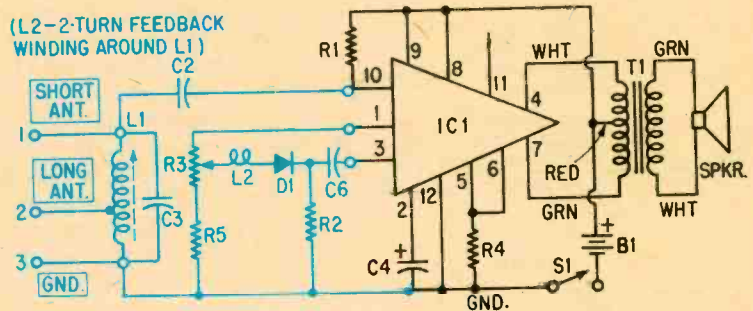 (L2-2-TURN FEEDBACK
WINDING AROUND L1)
C2
R1
9
8
11
10
WHT
T1
GRN
SHORT
ANT.
L1
1
1
IC1
4
7
LONG
ANT.
R3
L2
D1
C6
3
RED
SPKR.
2
C3
R2
2
12
5
6
GRN
WHT
R5
+
C4
R4
+
B1
S1
3
GND.
GND.